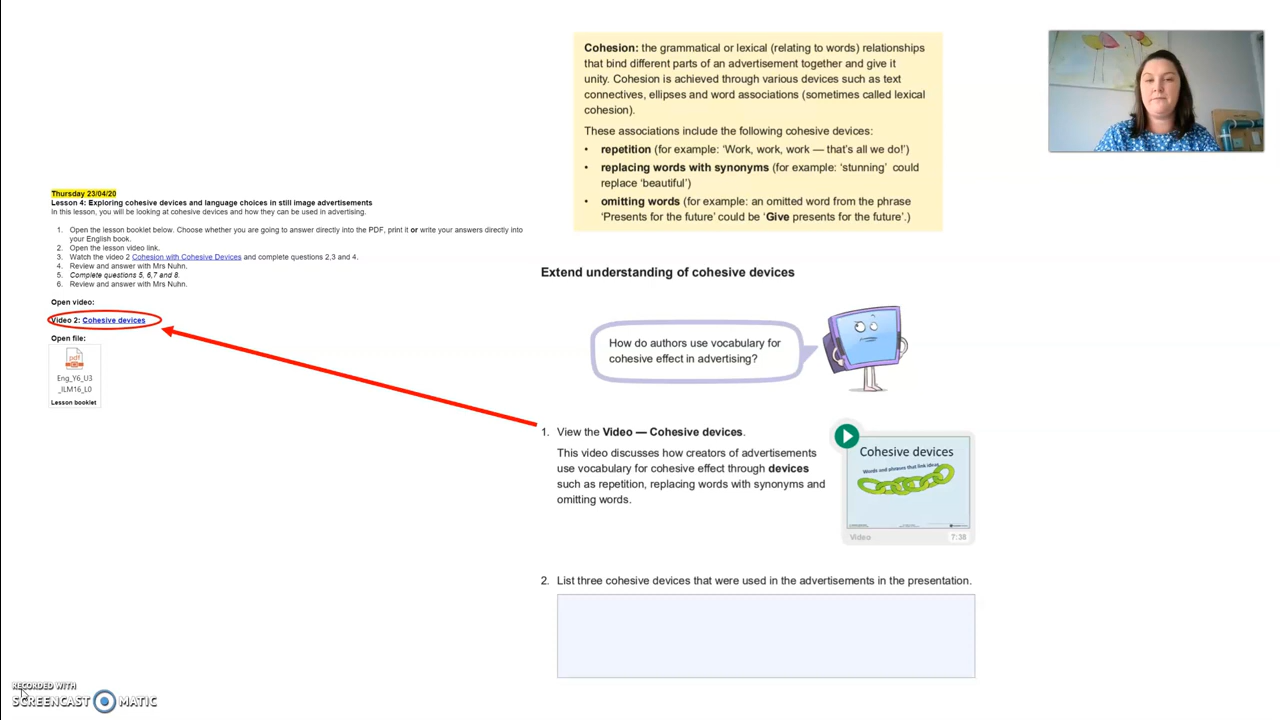 Thursday 23/04/20
Lesson 4: Exploring cohesive devices and language choices in still image advertisements
In this lesson, you will be looking at cohesive devices and how they can be used in advertising.
1. Open the lesson booklet below. Choose whether you are going to answer directly into the PDF, print it or write your answers directly into
your English book.
2. Open the lesson video link.
3. Watch the video 2 Cohesion with Cohesive Devices and complete questions 2,3 and 4.
4. Review and answer with Mrs Nuhn.
5. Complete questions 5, 6,7 and 8.
6. Review and answer with Mrs Nuhn.
Open video:
Video 2: Cohesive devices
Open file:
pdf
Eng_Y6_U3
_ILM16_L0
Lesson booklet
Cohesion: the grammatical or lexical (relating to words) relationships
that bind different parts of an advertisement together and give it
unity. Cohesion is achieved through various devices such as text
connectives, ellipses and word associations (sometimes called lexical
cohesion).
These associations include the following cohesive devices:
• repetition (for example: 'Work, work, work — that's all we do!')
• replacing words with synonyms (for example: 'stunning' could
replace 'beautiful')
• omitting words (for example: an omitted word from the phrase
'Presents for the future' could be 'Give presents for the future'.)
Extend understanding of cohesive devices
How do authors use vocabulary for
cohesive effect in advertising?
1. View the Video — Cohesive devices.
This video discusses how creators of advertisements
use vocabulary for cohesive effect through devices
such as repetition, replacing words with synonyms and
omitting words.
Cohesive devices
Words and phrases that link ideas
Video 7:38
2. List three cohesive devices that were used in the advertisements in the presentation.
RECORDED WITH
SCREENCAST MATIC